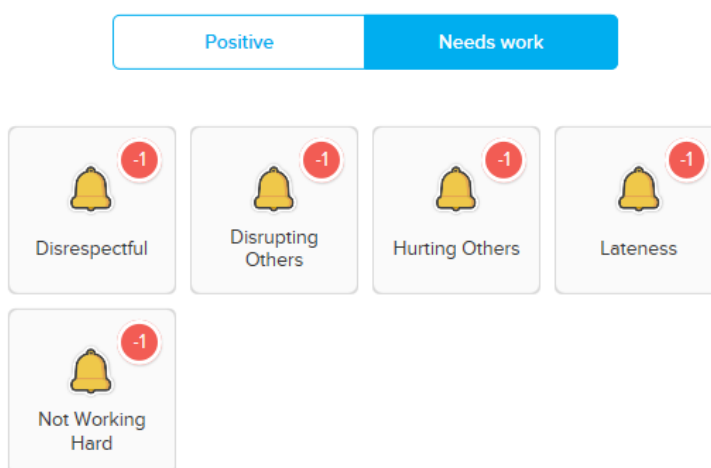 Positive
Needs work
-1
Disrespectful
-1
Disrupting
Others
-1
Hurting Others
-1
Lateness
-1
Not Working
Hard